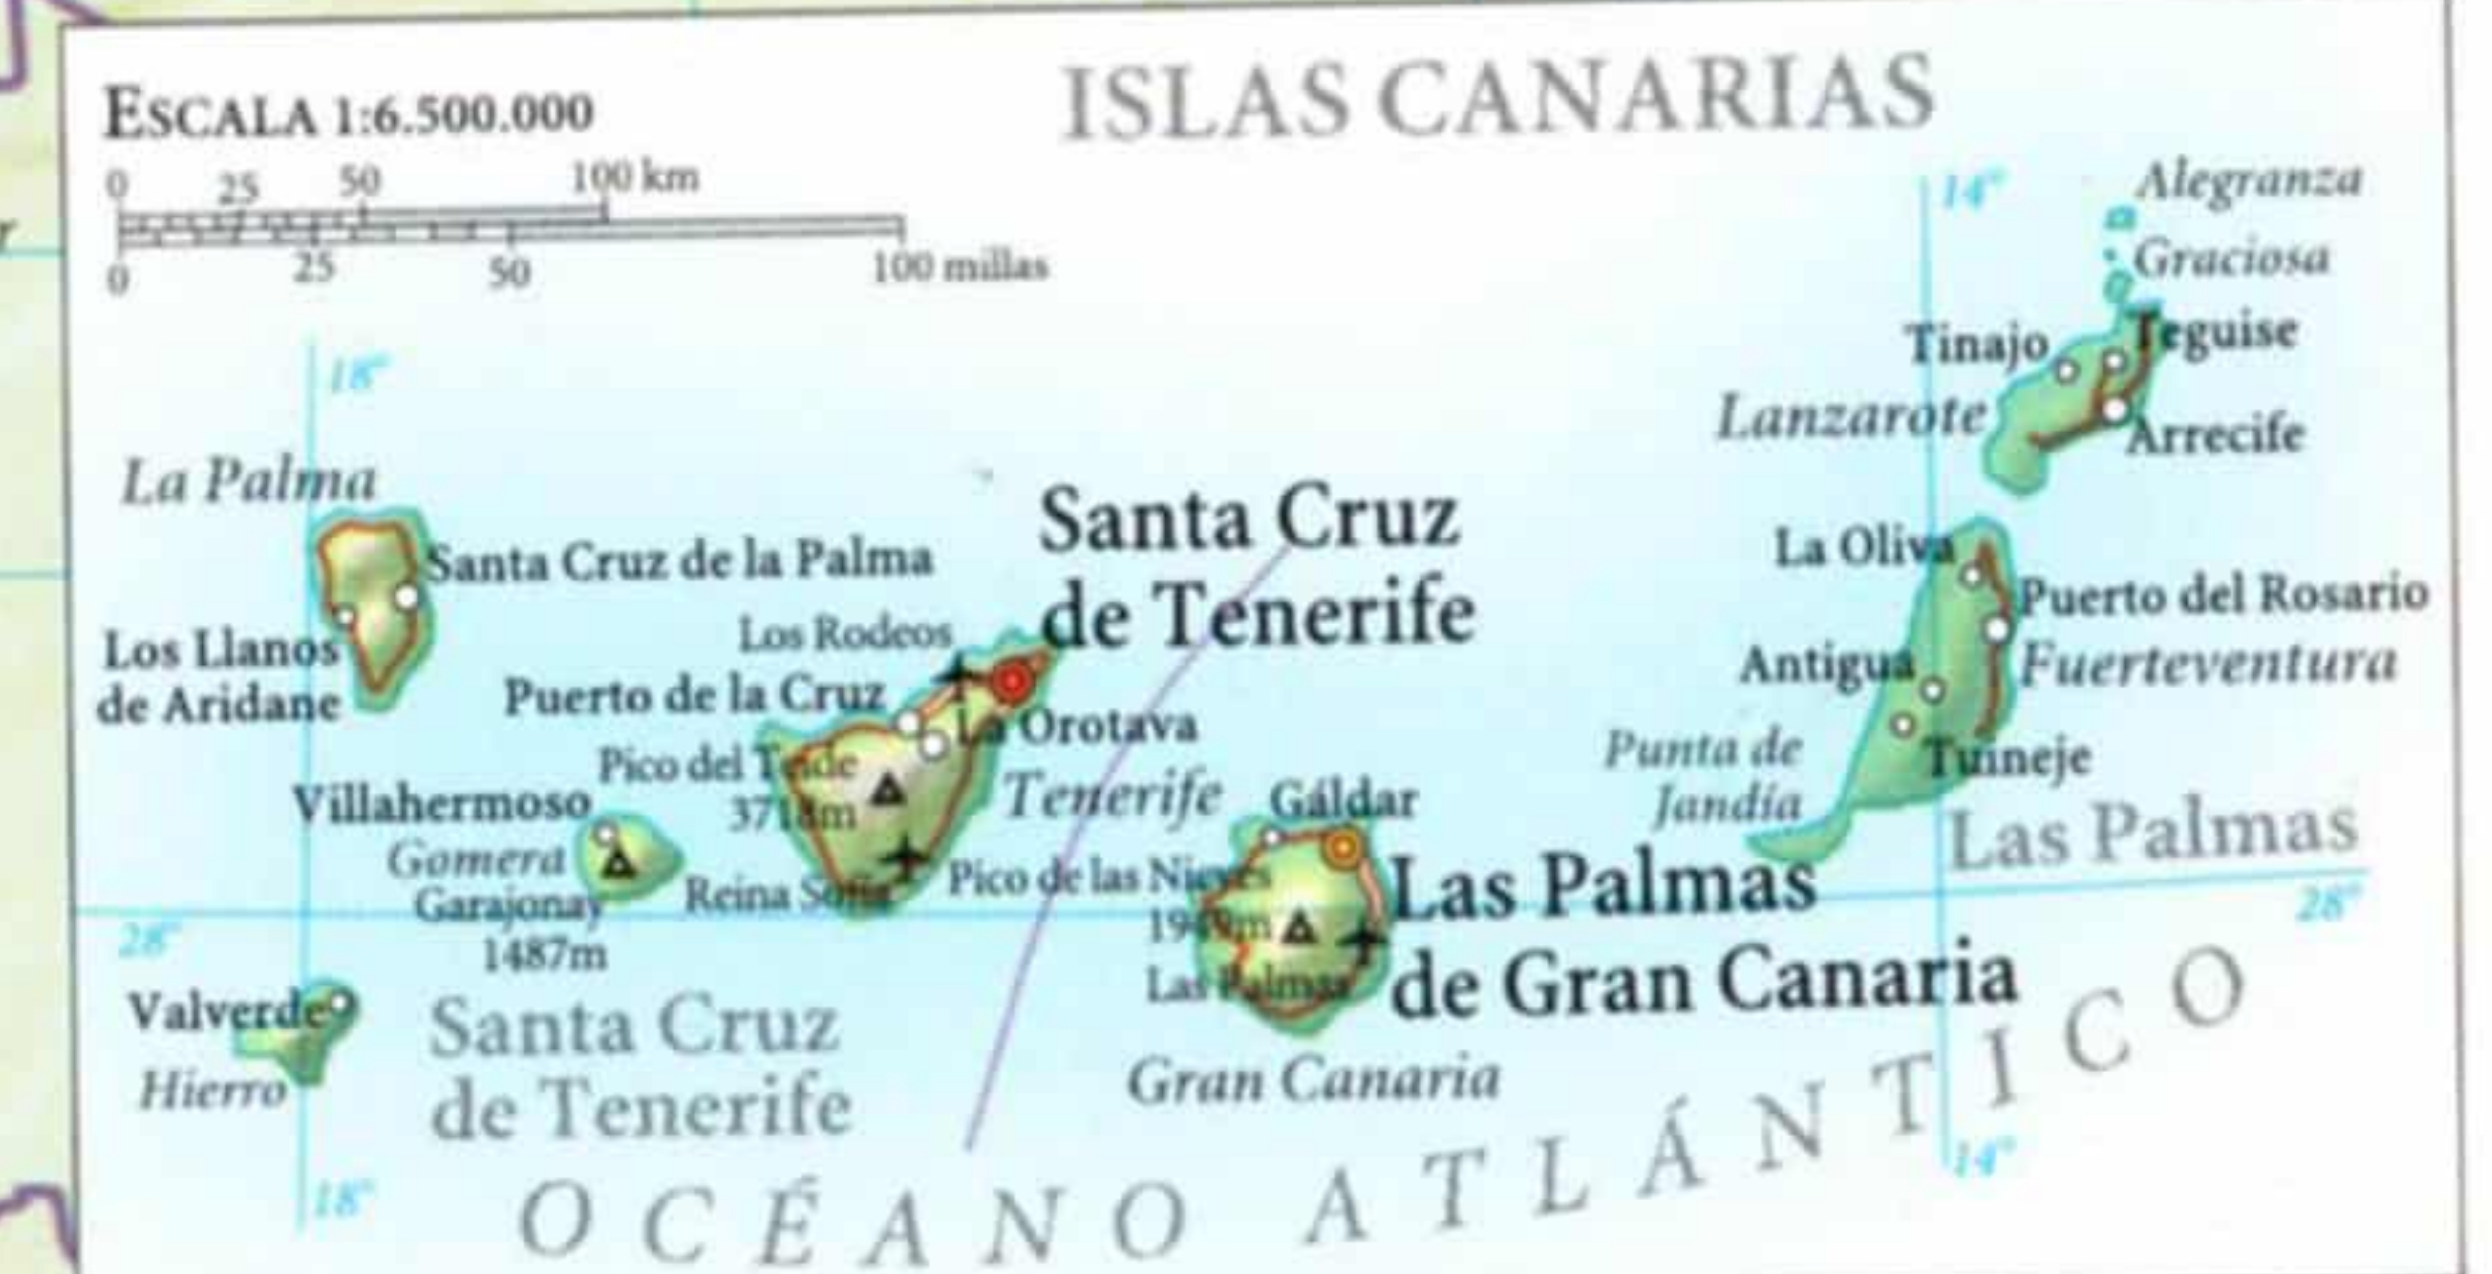 ESCALA 1:6.500.000
0 25 50 100 km
0 25 50 100 millas
ISLAS CANARIAS
14°
Alegranza
Graciosa
Tinajo
Teguise
Lanzarote
Arrecife
18°
La Palma
Santa Cruz de la Palma
Los Llanos
de Aridane
Santa Cruz
de Tenerife
Los Rodeos
Puerto de la Cruz
La Orotava
Pico del Teide
3718m
Tenerife
Reina Sofía
Villahermoso
Gomera
Garajonay
1487m
La Oliva
Puerto del Rosario
Fuerteventura
Antigua
Tuineje
Punta de
Jandía
Las Palmas
Gáldar
Pico de las Nieves
Las Palmas
de Gran Canaria
Las Palmas
Gran Canaria
28°
28°
Valverde
Hierro
Santa Cruz
de Tenerife
18°
14°
OCÉANO ATLÁNTICO